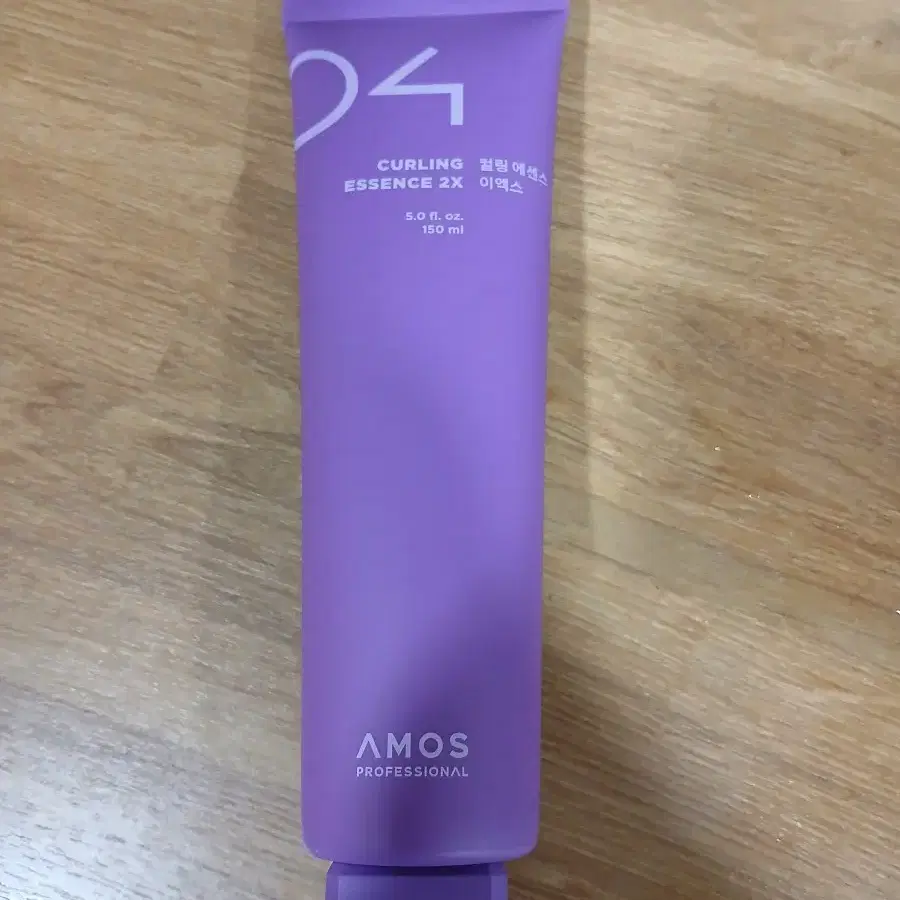 04
CURLING
ESSENCE 2X
컬링 에센스
이엑스
5.0 fl. oz.
150 ml
AMOS
PROFESSIONAL